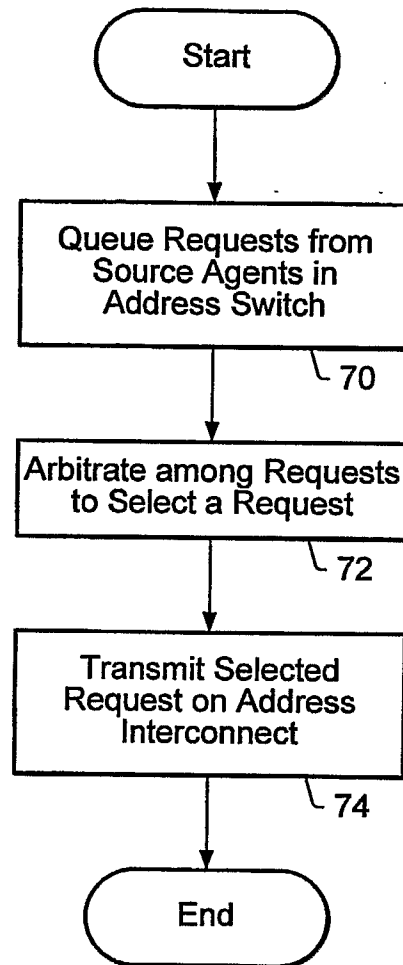 Start
Queue Requests from
Source Agents in
Address Switch
70
Arbitrate among Requests
to Select a Request
72
Transmit Selected
Request on Address
Interconnect
74
End